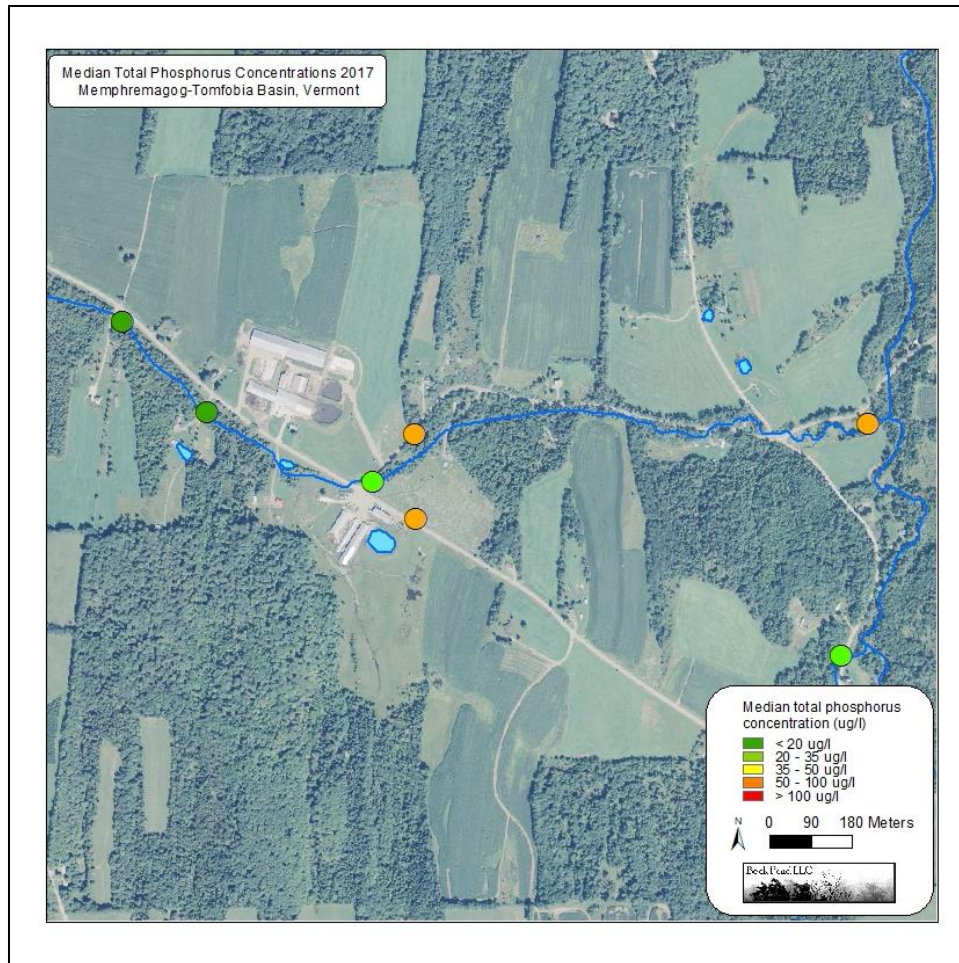 Median Total Phosphorus Concentrations 2017
Memphremagog-Tomfobia Basin, Vermont
Median total phosphorus
concentration (ug/l)
< 20 ug/l
20 - 35 ug/l
35 - 50 ug/l
50 - 100 ug/l
> 100 ug/l
N
0 90 180 Meters
LLC